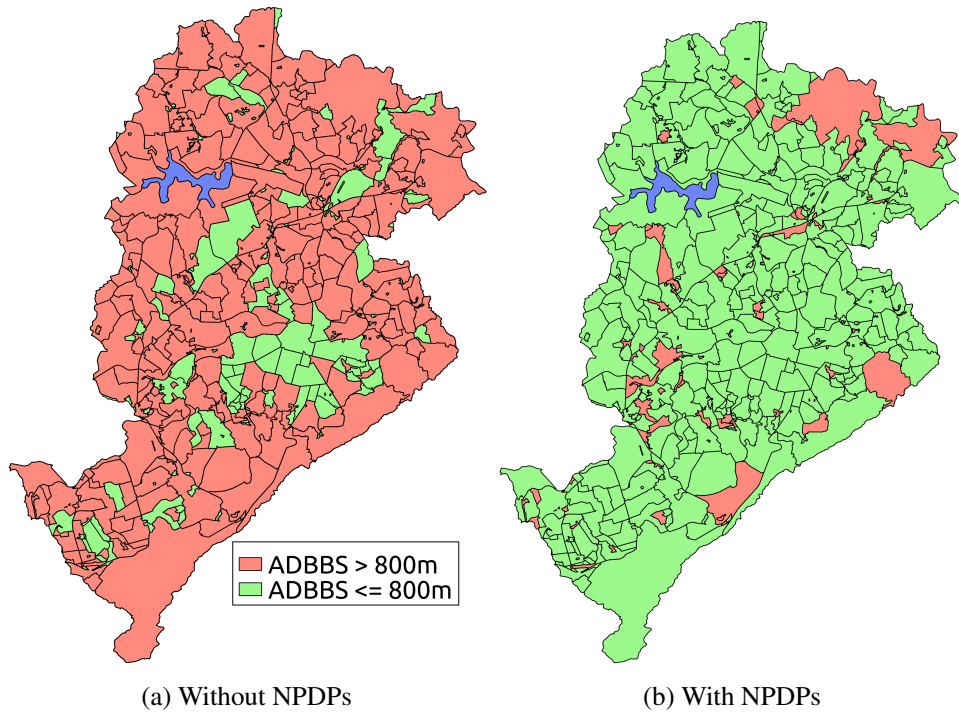 ADBBS > 800m
ADBBS <= 800m
(a) Without NPDPs
(b) With NPDPs